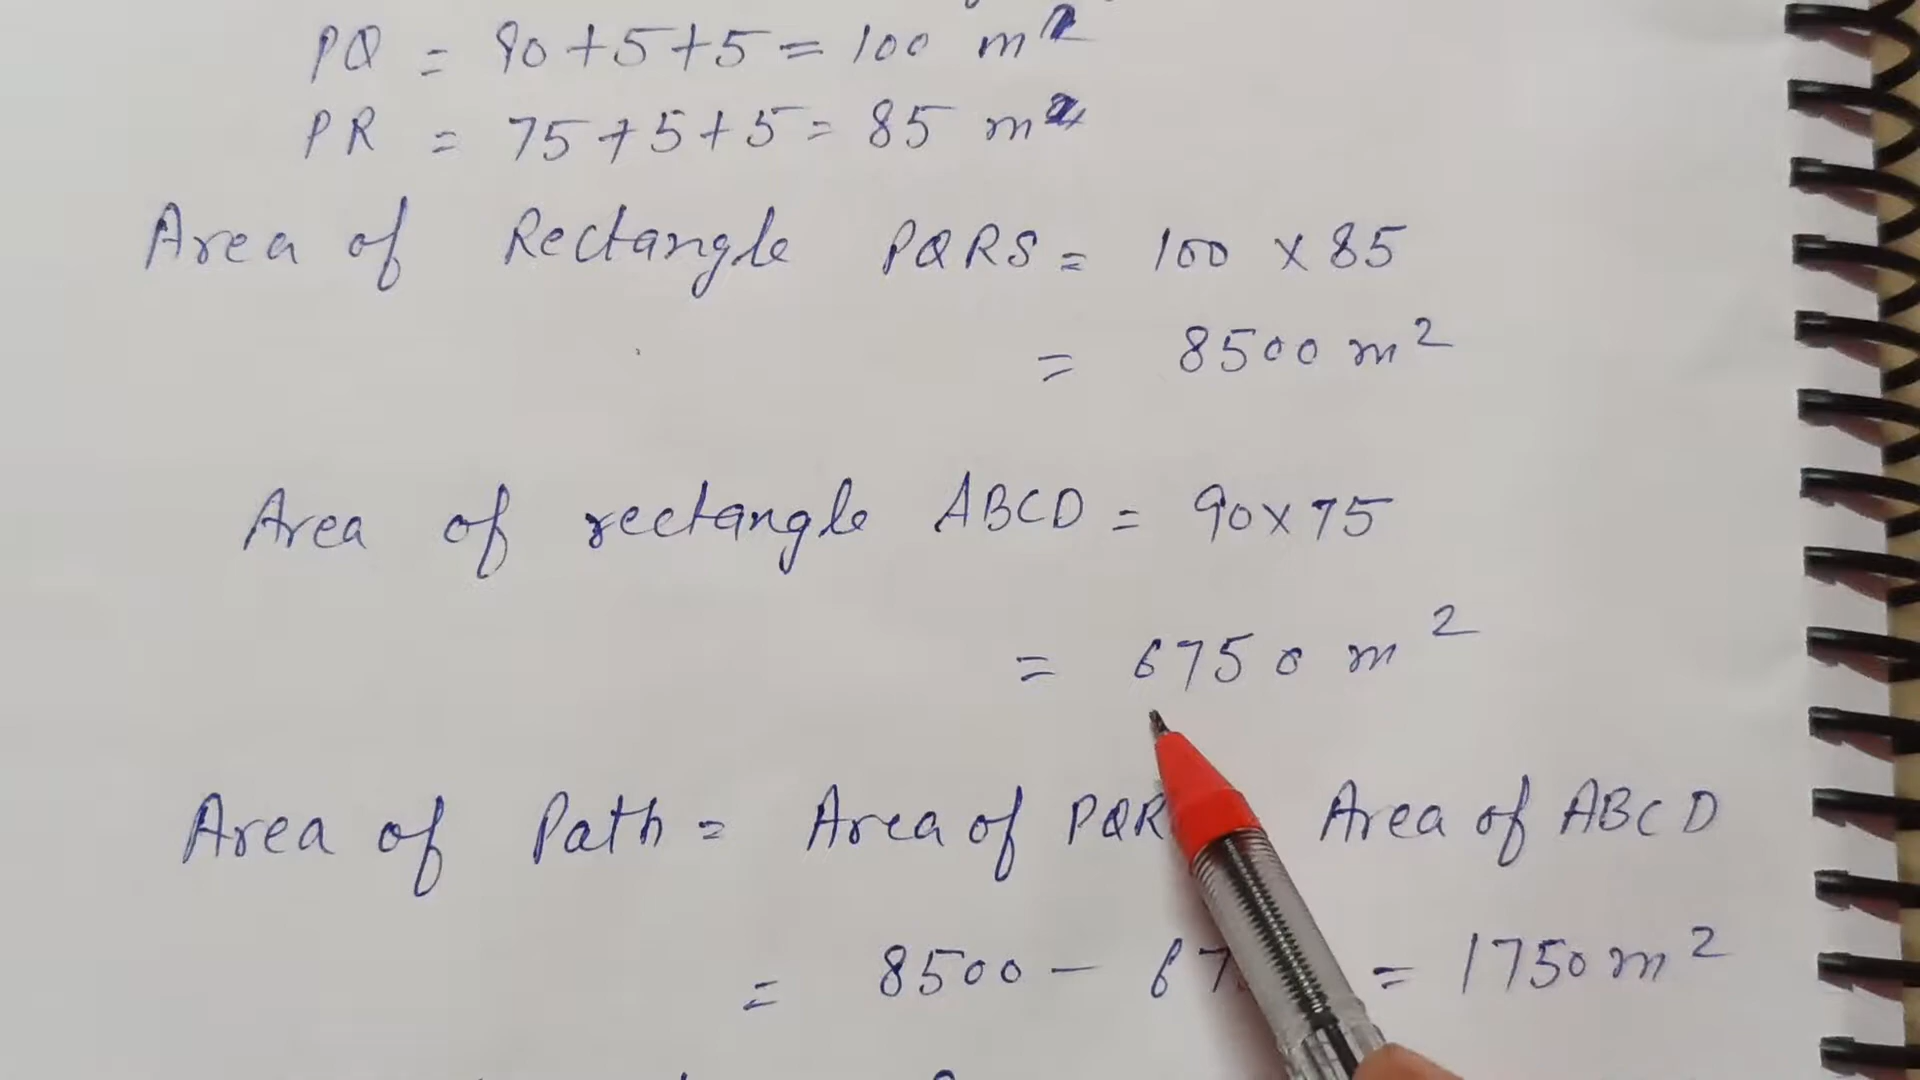 PQ = 90+5+5 = 100 m
PR = 75+5+5 = 85 m
Area of Rectangle PQRS = 100 x 85
= 8500 m²
Area of rectangle ABCD = 90x75
= 6750 m²
Area of Path = Area of PQR Area of ABCD
= 8500 - 67 = 1750 m²